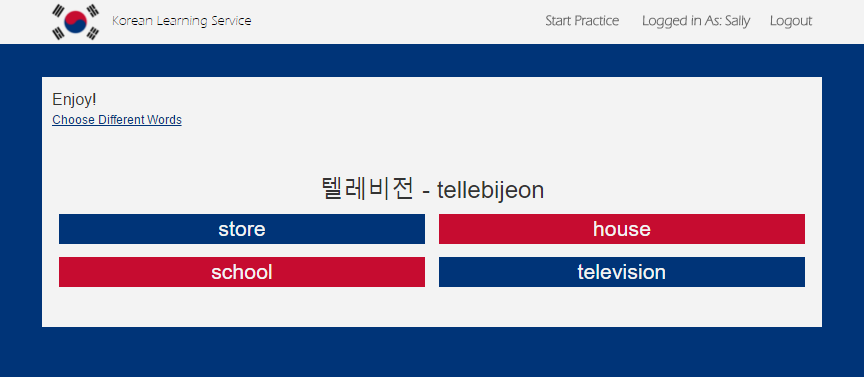 Korean Learning Service
Start Practice Logged in As: Sally Logout
Enjoy!
Choose Different Words
텔레비전 - tellebijeon
store house
school television